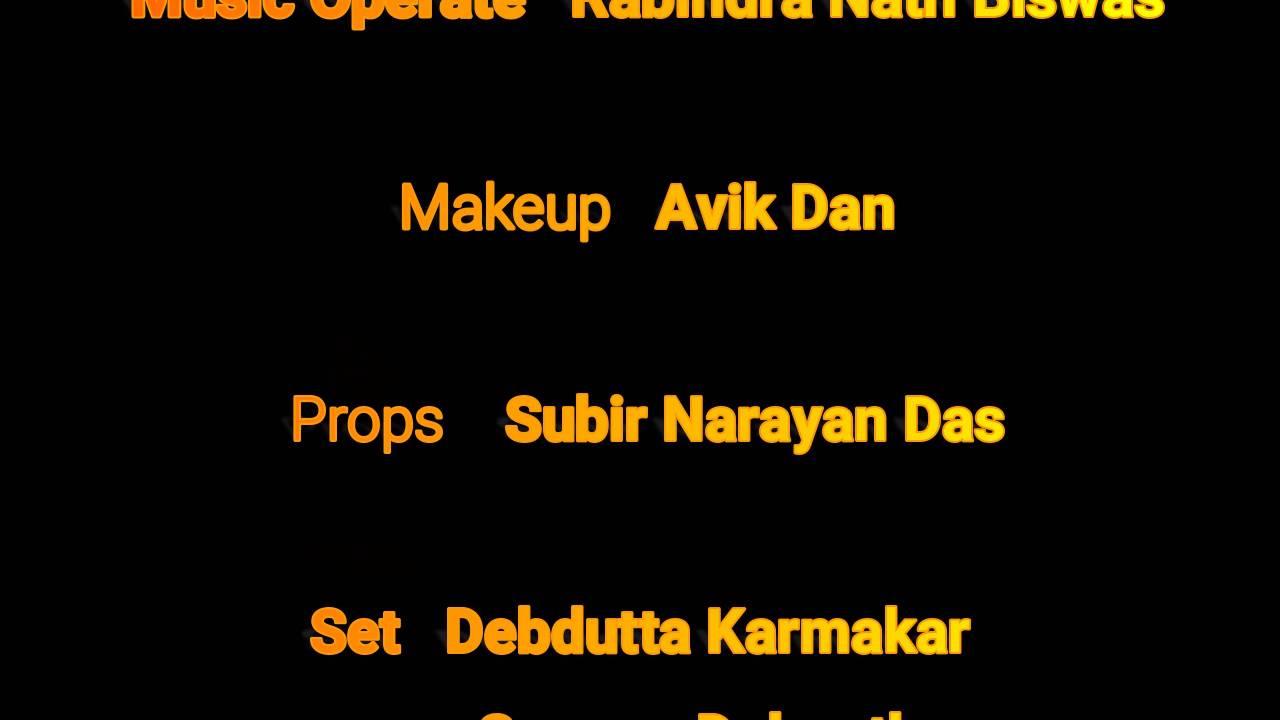 Music Operate Rabindra Nath Biswas
Makeup Avik Dan
Props Subir Narayan Das
Set Debdutta Karmakar